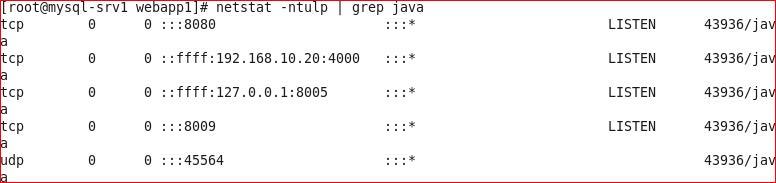 [root@mysql-srv1 webapp1]# netstat -ntulp | grep java
tcp        0      0 :::8080                     :::*                        LISTEN      43936/jav
a
tcp        0      0 ::ffff:192.168.10.20:4000   :::*                        LISTEN      43936/jav
a
tcp        0      0 ::ffff:127.0.0.1:8005       :::*                        LISTEN      43936/jav
a
tcp        0      0 :::8009                     :::*                        LISTEN      43936/jav
a
udp        0      0 :::45564                    :::*                                    43936/jav
a